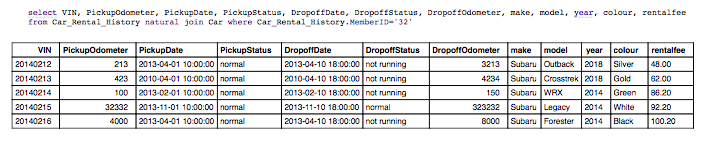 select VIN, PickupOdometer, PickupDate, PickupStatus, DropoffDate, DropoffStatus, DropoffOdometer, make, model, year, colour, rentalfee
from Car_Rental_History natural join Car where Car_Rental_History.MemberID='32'
VIN PickupOdometer PickupDate PickupStatus DropoffDate DropoffStatus DropoffOdometer make model year colour rentalfee
20140212 213 2013-04-01 10:00:00 normal 2013-04-10 18:00:00 not running 3213 Subaru Outback 2018 Silver 48.00
20140213 423 2010-04-01 10:00:00 normal 2010-04-10 18:00:00 not running 4234 Subaru Crosstrek 2018 Gold 62.00
20140214 100 2013-02-01 10:00:00 normal 2013-02-10 18:00:00 not running 150 Subaru WRX 2014 Green 86.20
20140215 32332 2013-11-01 10:00:00 normal 2013-11-10 18:00:00 normal 323232 Subaru Legacy 2014 White 92.20
20140216 4000 2013-04-01 10:00:00 normal 2013-04-10 18:00:00 not running 8000 Subaru Forester 2014 Black 100.20